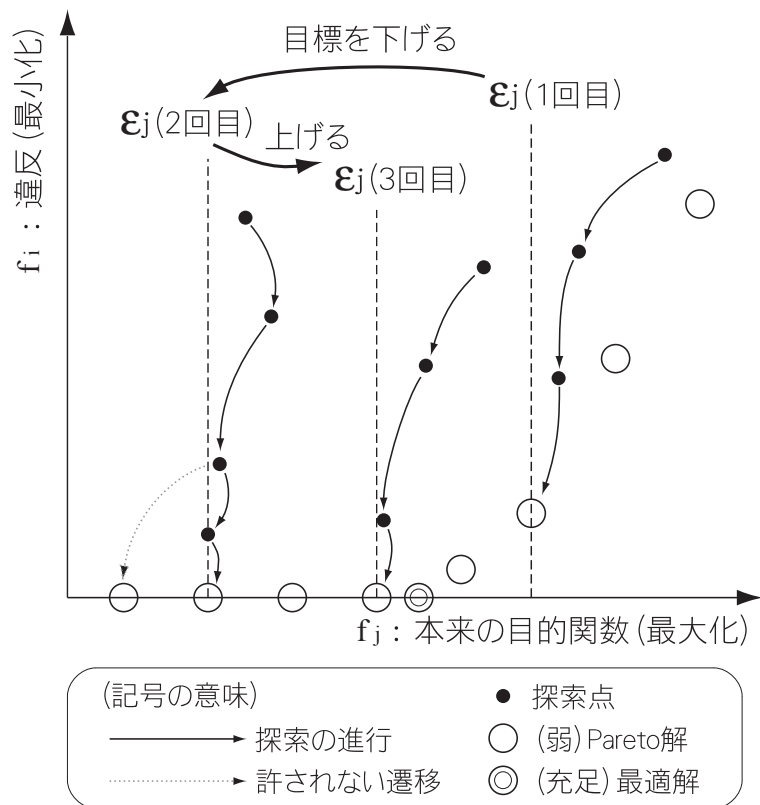 目標を下げる
εj(1回目)
εj(2回目)
上げる
εj(3回目)
fi:違反(最小化)
fj:本来の目的関数(最大化)
(記号の意味)
探索の進行
許されない遷移
探索点
(弱)Pareto解
(充足)最適解